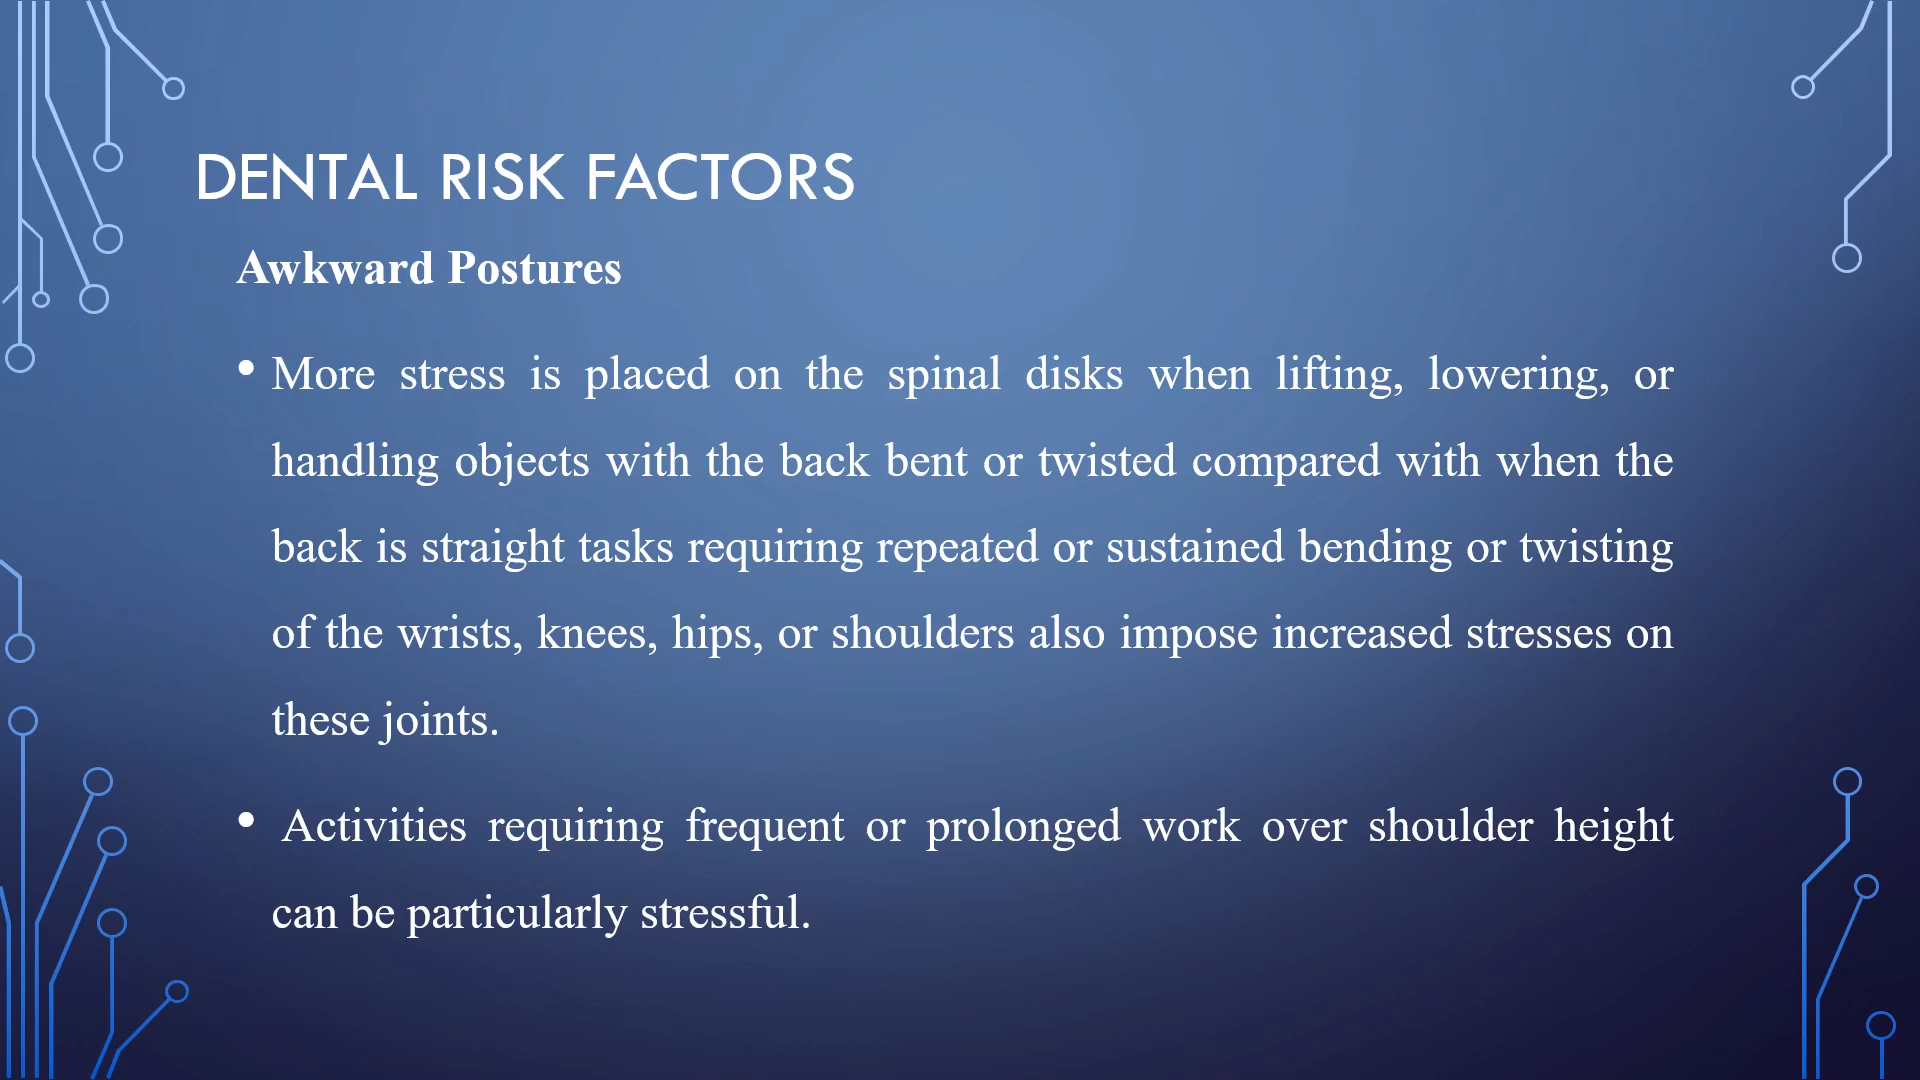 DENTAL RISK FACTORS
Awkward Postures
• More stress is placed on the spinal disks when lifting, lowering, or
handling objects with the back bent or twisted compared with when the
back is straight tasks requiring repeated or sustained bending or twisting
of the wrists, knees, hips, or shoulders also impose increased stresses on
these joints.
• Activities requiring frequent or prolonged work over shoulder height
can be particularly stressful.